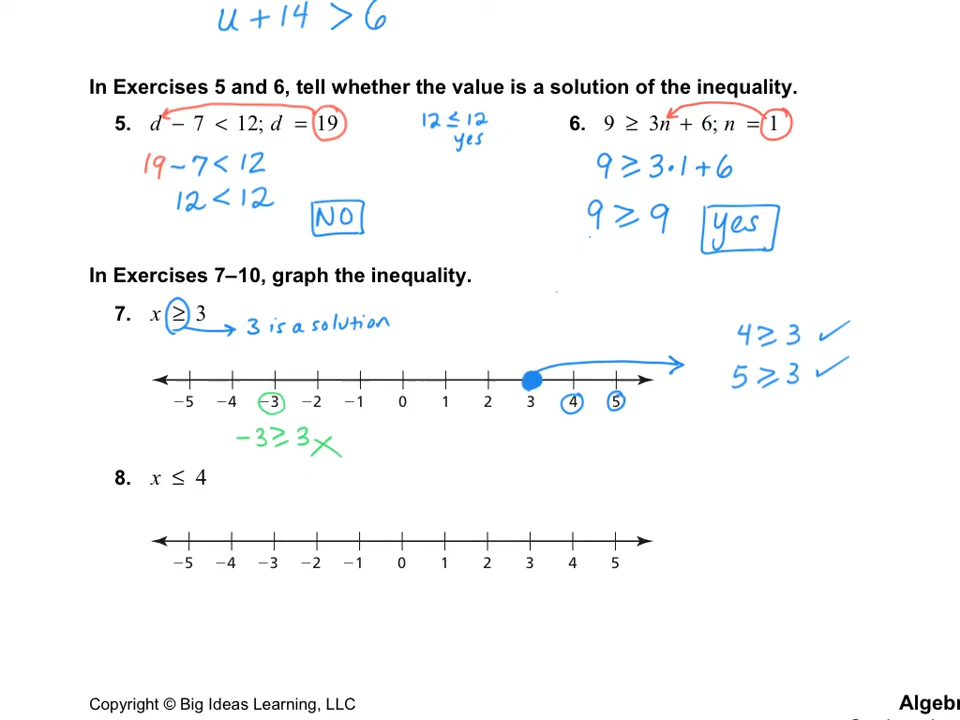 u + 14 > 6
In Exercises 5 and 6, tell whether the value is a solution of the inequality.
5. d − 7 < 12; d = 19
12 ≤ 12
yes
19 − 7 < 12
12 < 12
NO
6. 9 ≥ 3n + 6; n = 1
9 ≥ 3 · 1 + 6
9 ≥ 9 yes
In Exercises 7–10, graph the inequality.
7. x ≥ 3
3 is a solution
4 ≥ 3 ✓
5 ≥ 3 ✓
−5 −4 −3 −2 −1 0 1 2 3 4 5
-3 ≥ 3 x
8. x ≤ 4
−5 −4 −3 −2 −1 0 1 2 3 4 5
Copyright © Big Ideas Learning, LLC
Algebr